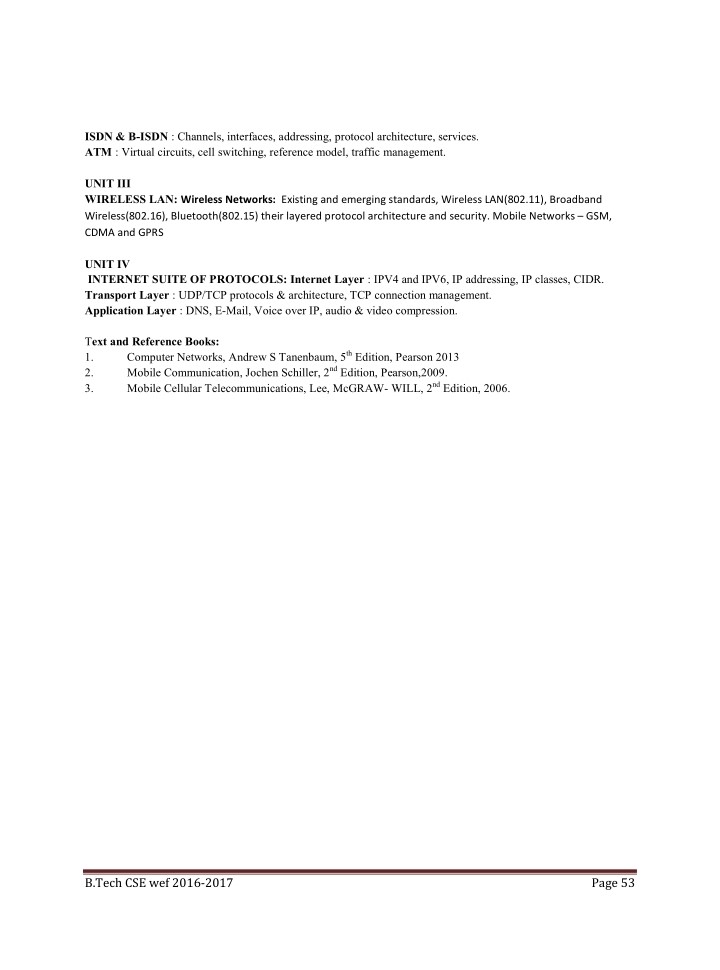 ISDN & B-ISDN : Channels, interfaces, addressing, protocol architecture, services.
ATM : Virtual circuits, cell switching, reference model, traffic management.
UNIT III
WIRELESS LAN: Wireless Networks: Existing and emerging standards, Wireless LAN(802.11), Broadband
Wireless(802.16), Bluetooth(802.15) their layered protocol architecture and security. Mobile Networks – GSM,
CDMA and GPRS
UNIT IV
INTERNET SUITE OF PROTOCOLS: Internet Layer : IPV4 and IPV6, IP addressing, IP classes, CIDR.
Transport Layer : UDP/TCP protocols & architecture, TCP connection management.
Application Layer : DNS, E-Mail, Voice over IP, audio & video compression.
Text and Reference Books:
1. Computer Networks, Andrew S Tanenbaum, 5th Edition, Pearson 2013
2. Mobile Communication, Jochen Schiller, 2nd Edition, Pearson,2009.
3. Mobile Cellular Telecommunications, Lee, McGRAW- WILL, 2nd Edition, 2006.
B.Tech CSE wef 2016-2017 Page 53